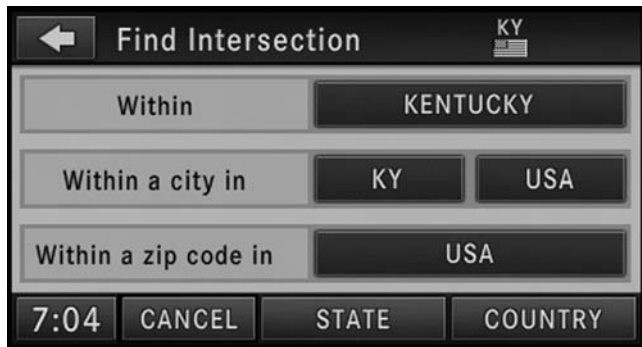 Find Intersection KY
Within KENTUCKY
Within a city in KY USA
Within a zip code in USA
7:04 CANCEL STATE COUNTRY